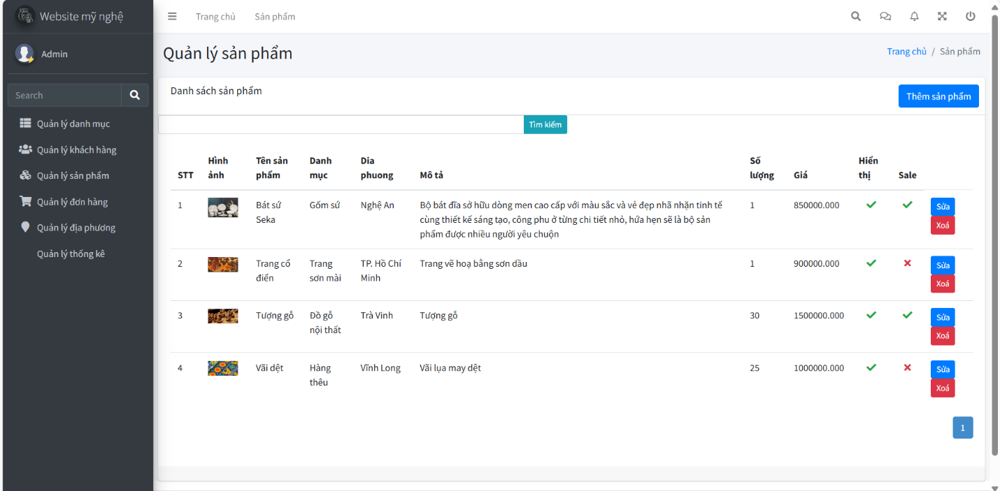 Website mỹ nghệ
Trang chủ
Sản phẩm
Admin
Search
Quản lý danh mục
Quản lý khách hàng
Quản lý sản phẩm
Quản lý đơn hàng
Quản lý địa phương
Quản lý thống kê
Quản lý sản phẩm
Trang chủ / Sản phẩm
Danh sách sản phẩm
Thêm sản phẩm
Tìm kiếm
STT Hình ảnh Tên sản phẩm Danh mục Dia phuong Mô tả Số lượng Giá Hiển thị Sale
1 Bát sứ Seka Gốm sứ Nghệ An Bộ bát đĩa sở hữu dòng men cao cấp với màu sắc và vẻ đẹp nhã nhặn tinh tế
cùng thiết kế sáng tạo, công phu ở từng chi tiết nhỏ, hứa hẹn sẽ là bộ sản
phẩm được nhiều người yêu chuộn 1 850000.000 Sửa
Xoá
2 Trang cổ điển Trang sơn mài TP. Hồ Chí Minh Trang vẽ hoạ bằng sơn dầu 1 900000.000 Sửa
Xoá
3 Tượng gỗ Đồ gỗ nội thất Trà Vinh Tượng gỗ 30 1500000.000 Sửa
Xoá
4 Vãi dệt Hàng thêu Vĩnh Long Vãi lụa may dệt 25 1000000.000 Sửa
Xoá
1